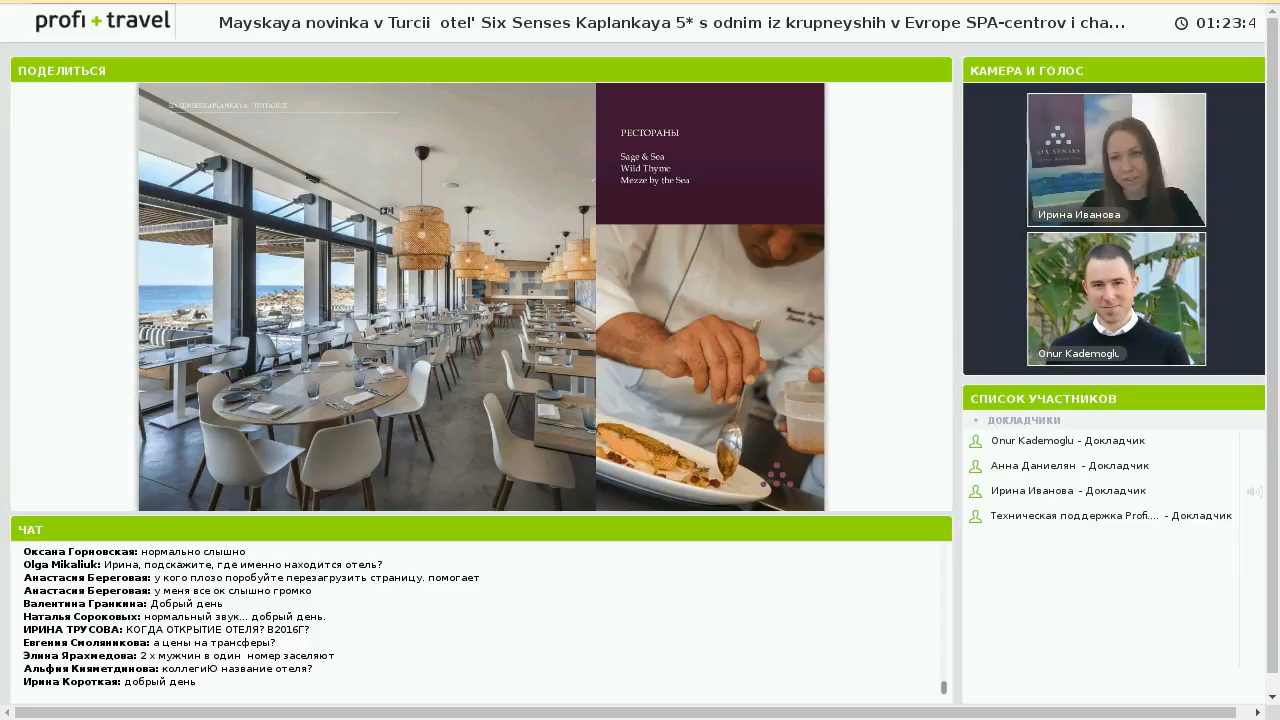 profi + travel
Mayskaya novinka v Turcii otel' Six Senses Kaplankaya 5* s odnim iz krupneyshih v Evrope SPA-centrov i cha...
01:23:4
ПОДЕЛИТЬСЯ
КАМЕРА И ГОЛОС
РЕСТОРАНЫ
Sage & Sea
Wild Thyme
Mezze by the Sea
SIX SENSES
Ирина Иванова
Onur Kademoglu
СПИСОК УЧАСТНИКОВ
ДОКЛАДЧИКИ
Onur Kademoglu - Докладчик
Анна Даниелян - Докладчик
Ирина Иванова - Докладчик
Техническая поддержка Profi.... - Докладчик
ЧАТ
Оксана Горновская: нормально слышно
Olga Mikaliuk: Ирина, подскажите, где именно находится отель?
Анастасия Береговая: у кого плозо поробуйте перезагрузить страницу. помогает
Анастасия Береговая: у меня все ок слышно громко
Валентина Гранкина: Добрый день
Наталья Сороковых: нормальный звук... добрый день.
ИРИНА ТРУСОВА: КОГДА ОТКРЫТИЕ ОТЕЛЯ? В2016Г?
Евгения Смоляникова: а цены на трансферы?
Элина Ярахмедова: 2 х мужчин в один номер заселяют
Альфия Кияметдинова: коллегиЮ название отеля?
Ирина Короткая: добрый день